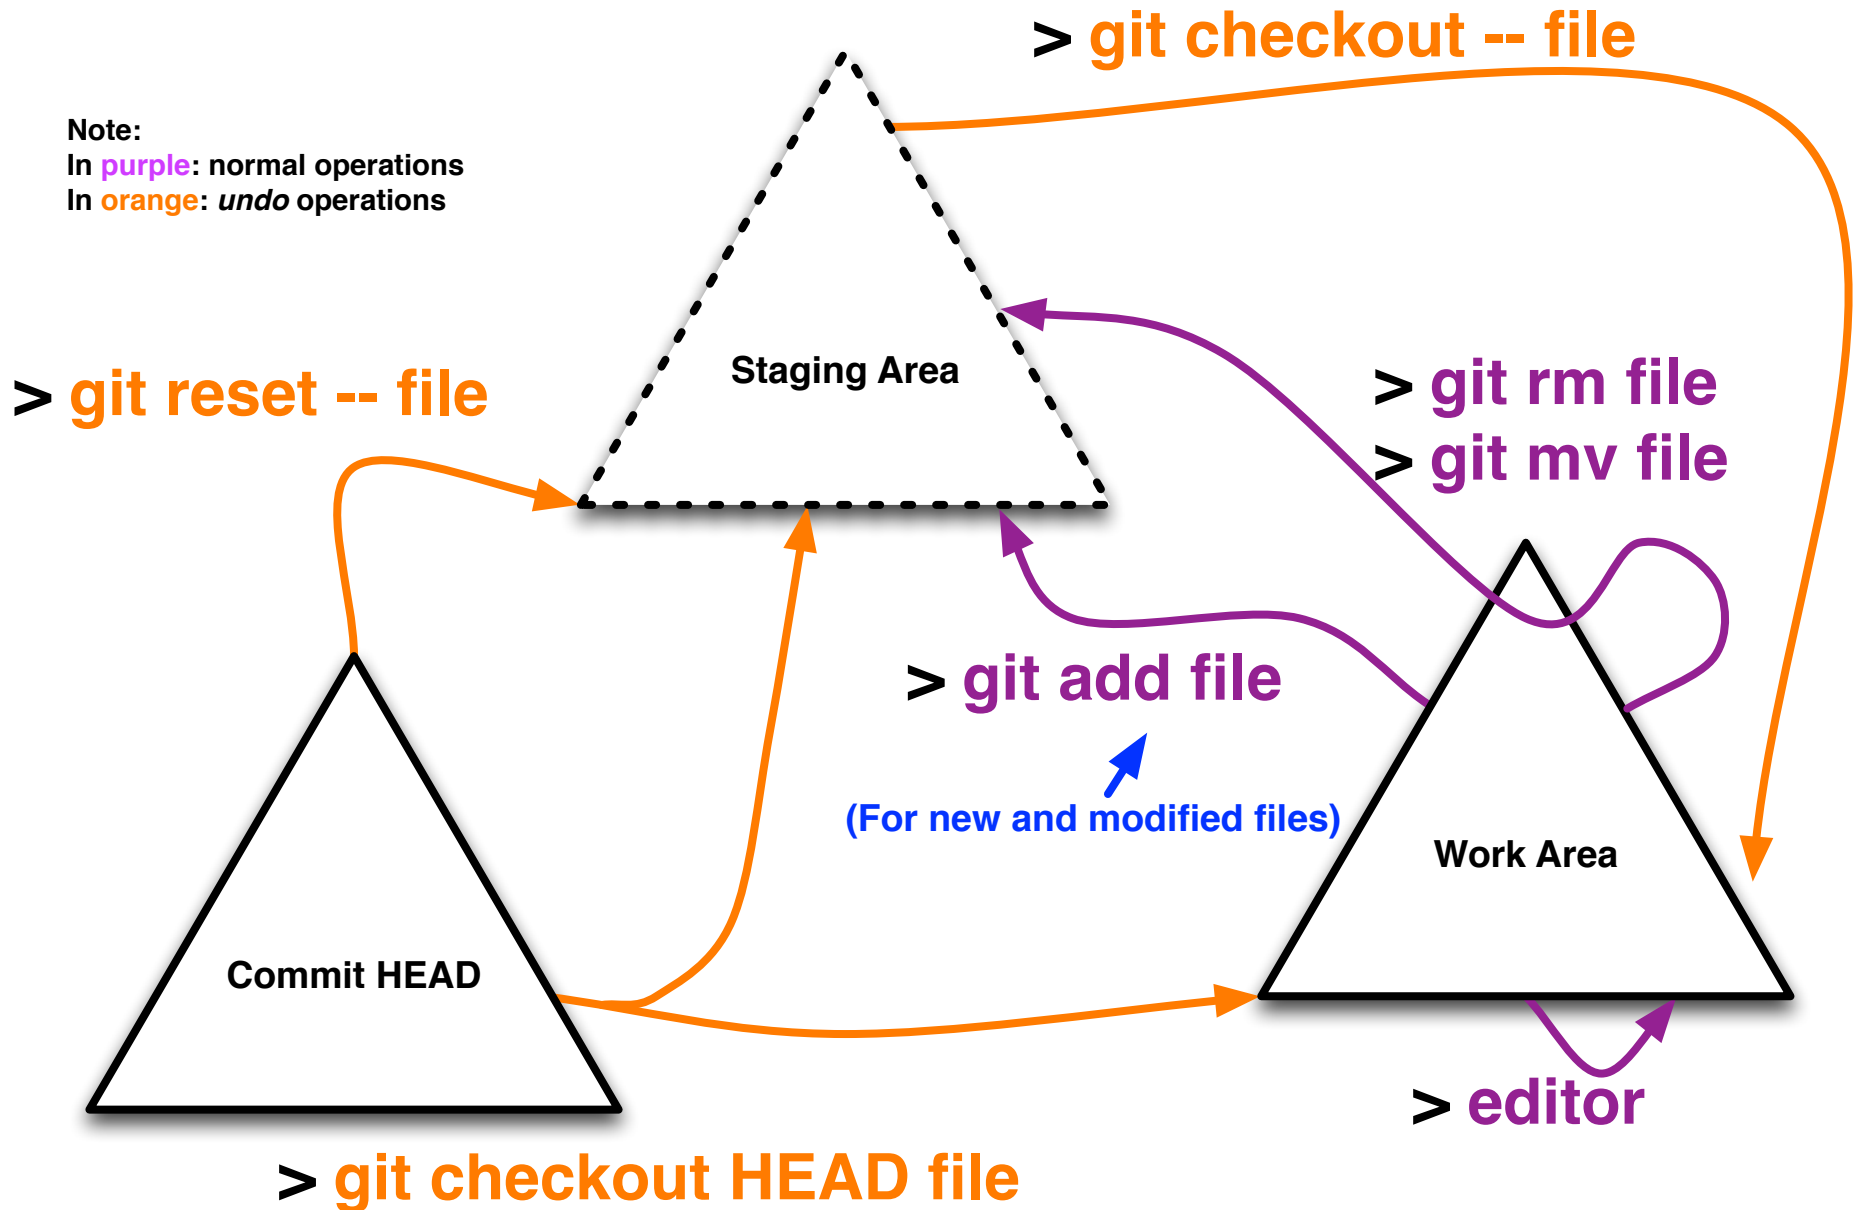 > git checkout -- file
Note:
In purple: normal operations
In orange: undo operations
Staging Area
> git reset -- file
> git rm file
> git mv file
> git add file
(For new and modified files)
Work Area
Commit HEAD
> editor
> git checkout HEAD file